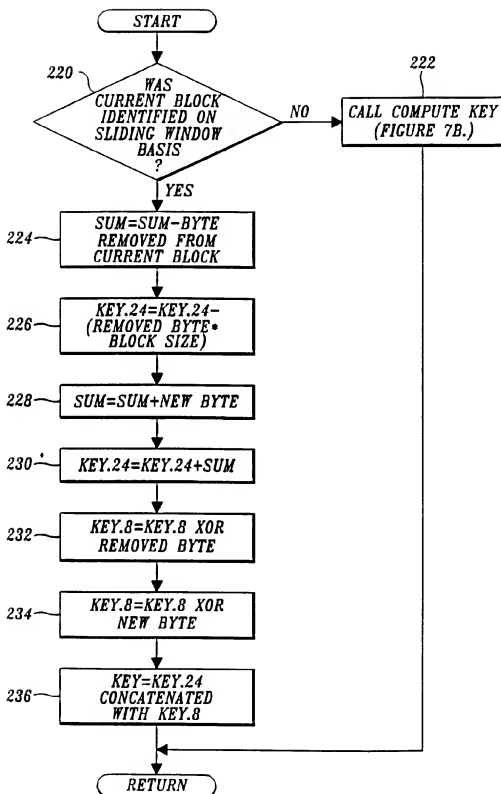 START
220
WAS
CURRENT BLOCK
IDENTIFIED ON
SLIDING WINDOW
BASIS
?
NO
222
CALL COMPUTE KEY
(FIGURE 7B.)
YES
224
SUM=SUM-BYTE
REMOVED FROM
CURRENT BLOCK
226
KEY.24=KEY.24-
(REMOVED BYTE*
BLOCK SIZE)
228
SUM=SUM+NEW BYTE
230
KEY.24=KEY.24+SUM
232
KEY.8=KEY.8 XOR
REMOVED BYTE
234
KEY.8=KEY.8 XOR
NEW BYTE
236
KEY=KEY.24
CONCATENATED
WITH KEY.8
RETURN